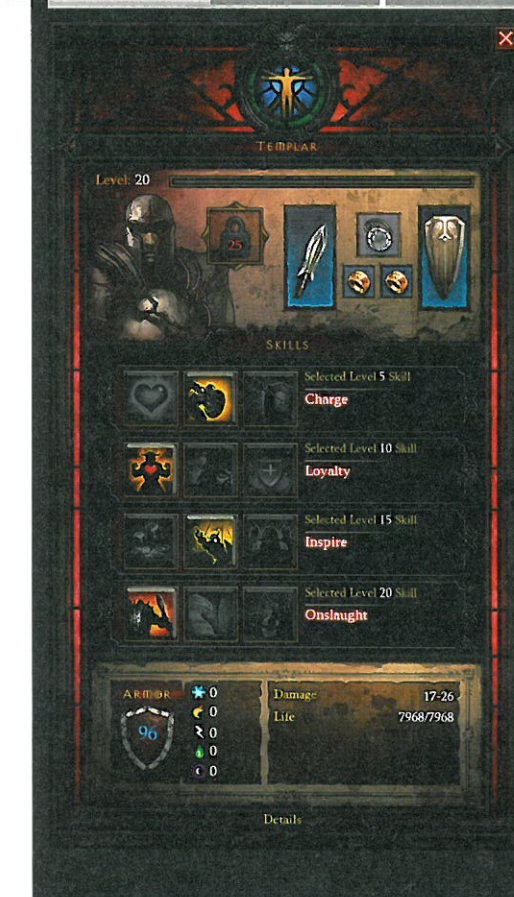 TEMPLAR
Level: 20
25
SKILLS
Selected Level 5 Skill
Charge
Selected Level 10 Skill
Loyalty
Selected Level 15 Skill
Inspire
Selected Level 20 Skill
Onslaught
ARMOR
96
0
0
0
0
0
Damage 17-26
Life 7968/7968
Details